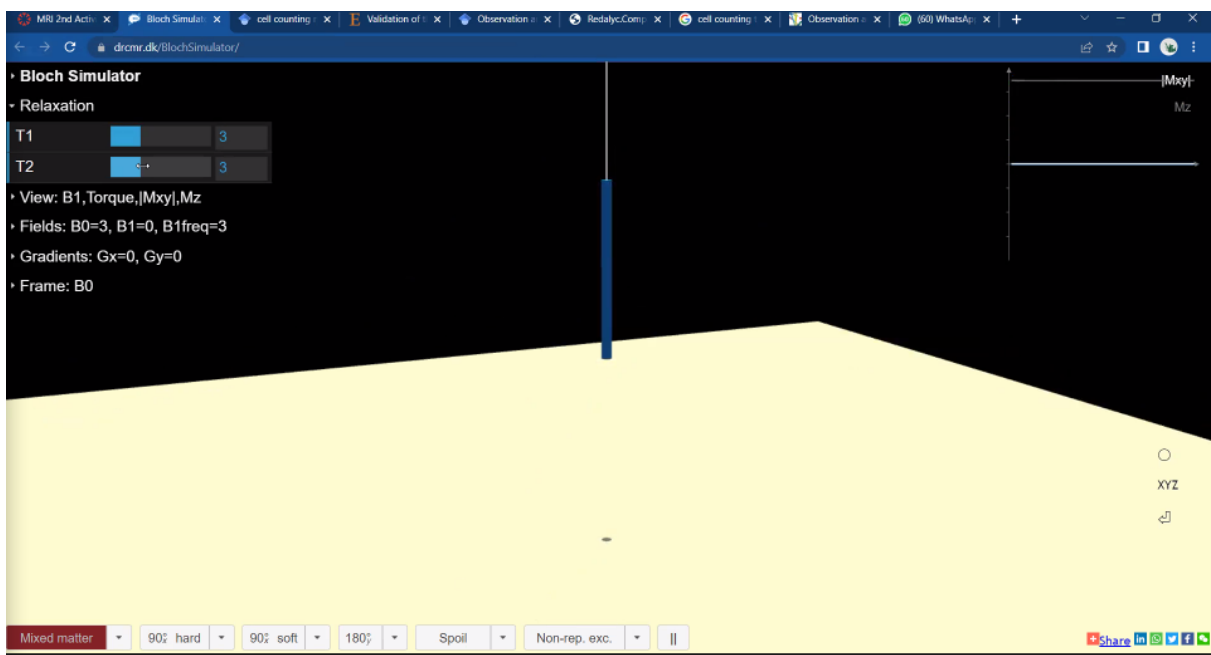 MRI 2nd Activ
Bloch Simulati
cell counting r
Validation of t
Observation a
Redalyc.Comp
cell counting t
Observation a
(60) WhatsAp
drcmr.dk/BlochSimulator/
Bloch Simulator
Relaxation
T1 3
T2 3
View: B1,Torque,|Mxy|,Mz
Fields: B0=3, B1=0, B1freq=3
Gradients: Gx=0, Gy=0
Frame: B0
|Mxy|
Mz
XYZ
Mixed matter
90°x hard
90°x soft
180°y
Spoil
Non-rep. exc.
||
Share